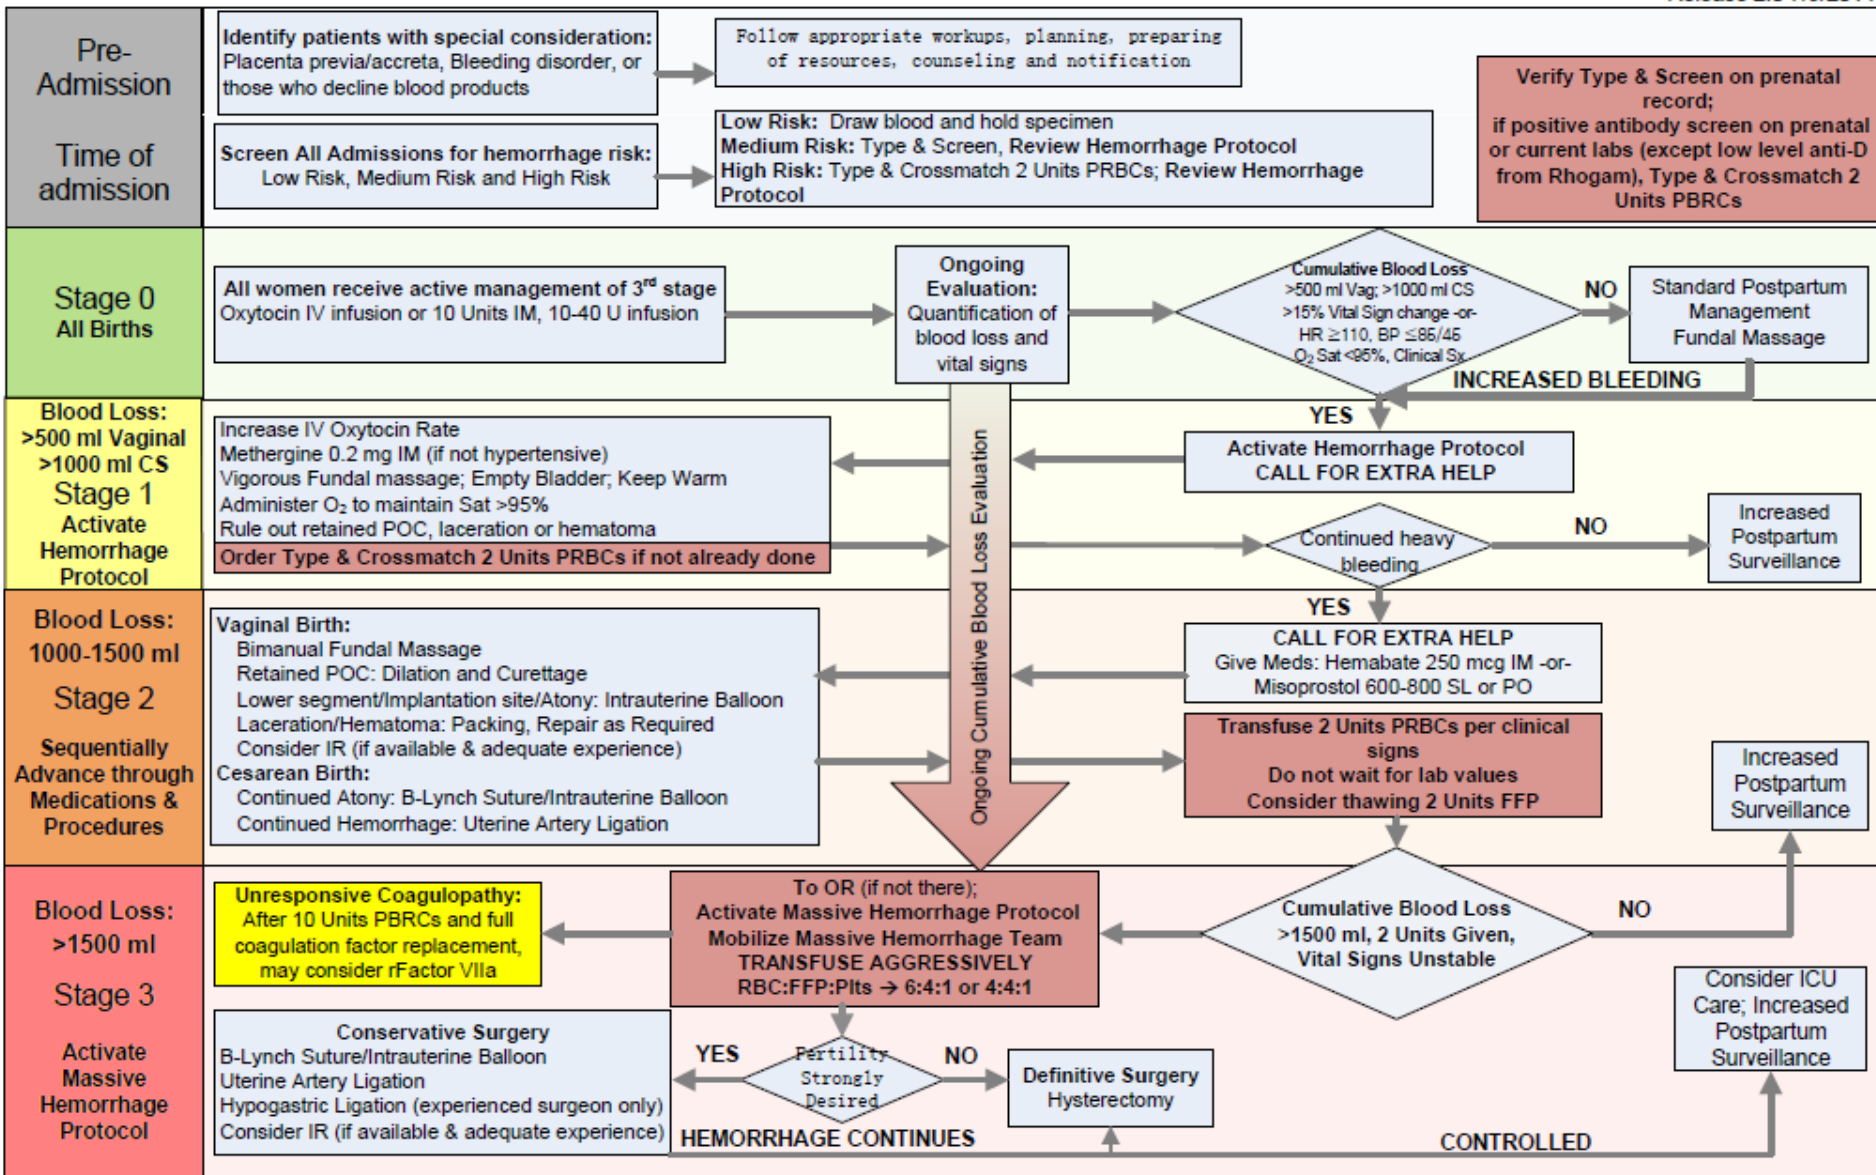 Pre-
Admission
Time of
admission
Identify patients with special consideration:
Placenta previa/accreta, Bleeding disorder, or
those who decline blood products
Follow appropriate workups, planning, preparing
of resources, counseling and notification
Screen All Admissions for hemorrhage risk:
Low Risk, Medium Risk and High Risk
Low Risk: Draw blood and hold specimen
Medium Risk: Type & Screen, Review Hemorrhage Protocol
High Risk: Type & Crossmatch 2 Units PRBCs; Review Hemorrhage
Protocol
Verify Type & Screen on prenatal
record;
if positive antibody screen on prenatal
or current labs (except low level anti-D
from Rhogam), Type & Crossmatch 2
Units PBRCs
Stage 0
All Births
All women receive active management of 3rd stage
Oxytocin IV infusion or 10 Units IM, 10-40 U infusion
Ongoing
Evaluation:
Quantification of
blood loss and
vital signs
Cumulative Blood Loss
>500 ml Vag; >1000 ml CS
>15% Vital Sign change -or-
HR ≥110, BP ≤85/45
O2 Sat <95%, Clinical Sx
NO
Standard Postpartum
Management
Fundal Massage
INCREASED BLEEDING
YES
Blood Loss:
>500 ml Vaginal
>1000 ml CS
Stage 1
Activate
Hemorrhage
Protocol
Increase IV Oxytocin Rate
Methergine 0.2 mg IM (if not hypertensive)
Vigorous Fundal massage; Empty Bladder; Keep Warm
Administer O2 to maintain Sat >95%
Rule out retained POC, laceration or hematoma
Order Type & Crossmatch 2 Units PRBCs if not already done
Ongoing Cumulative Blood Loss Evaluation
Activate Hemorrhage Protocol
CALL FOR EXTRA HELP
Continued heavy
bleeding
NO
Increased
Postpartum
Surveillance
YES
Blood Loss:
1000-1500 ml
Stage 2
Sequentially
Advance through
Medications &
Procedures
Vaginal Birth:
Bimanual Fundal Massage
Retained POC: Dilation and Curettage
Lower segment/Implantation site/Atony: Intrauterine Balloon
Laceration/Hematoma: Packing, Repair as Required
Consider IR (if available & adequate experience)
Cesarean Birth:
Continued Atony: B-Lynch Suture/Intrauterine Balloon
Continued Hemorrhage: Uterine Artery Ligation
CALL FOR EXTRA HELP
Give Meds: Hemabate 250 mcg IM -or-
Misoprostol 600-800 SL or PO
Transfuse 2 Units PRBCs per clinical
signs
Do not wait for lab values
Consider thawing 2 Units FFP
Increased
Postpartum
Surveillance
Blood Loss:
>1500 ml
Stage 3
Activate
Massive
Hemorrhage
Protocol
Unresponsive Coagulopathy:
After 10 Units PBRCs and full
coagulation factor replacement,
may consider rFactor VIIa
To OR (if not there);
Activate Massive Hemorrhage Protocol
Mobilize Massive Hemorrhage Team
TRANSFUSE AGGRESSIVELY
RBC:FFP:Plts → 6:4:1 or 4:4:1
Cumulative Blood Loss
>1500 ml, 2 Units Given,
Vital Signs Unstable
NO
Consider ICU
Care; Increased
Postpartum
Surveillance
Conservative Surgery
B-Lynch Suture/Intrauterine Balloon
Uterine Artery Ligation
Hypogastric Ligation (experienced surgeon only)
Consider IR (if available & adequate experience)
YES
Fertility
Strongly
Desired
NO
Definitive Surgery
Hysterectomy
HEMORRHAGE CONTINUES
CONTROLLED